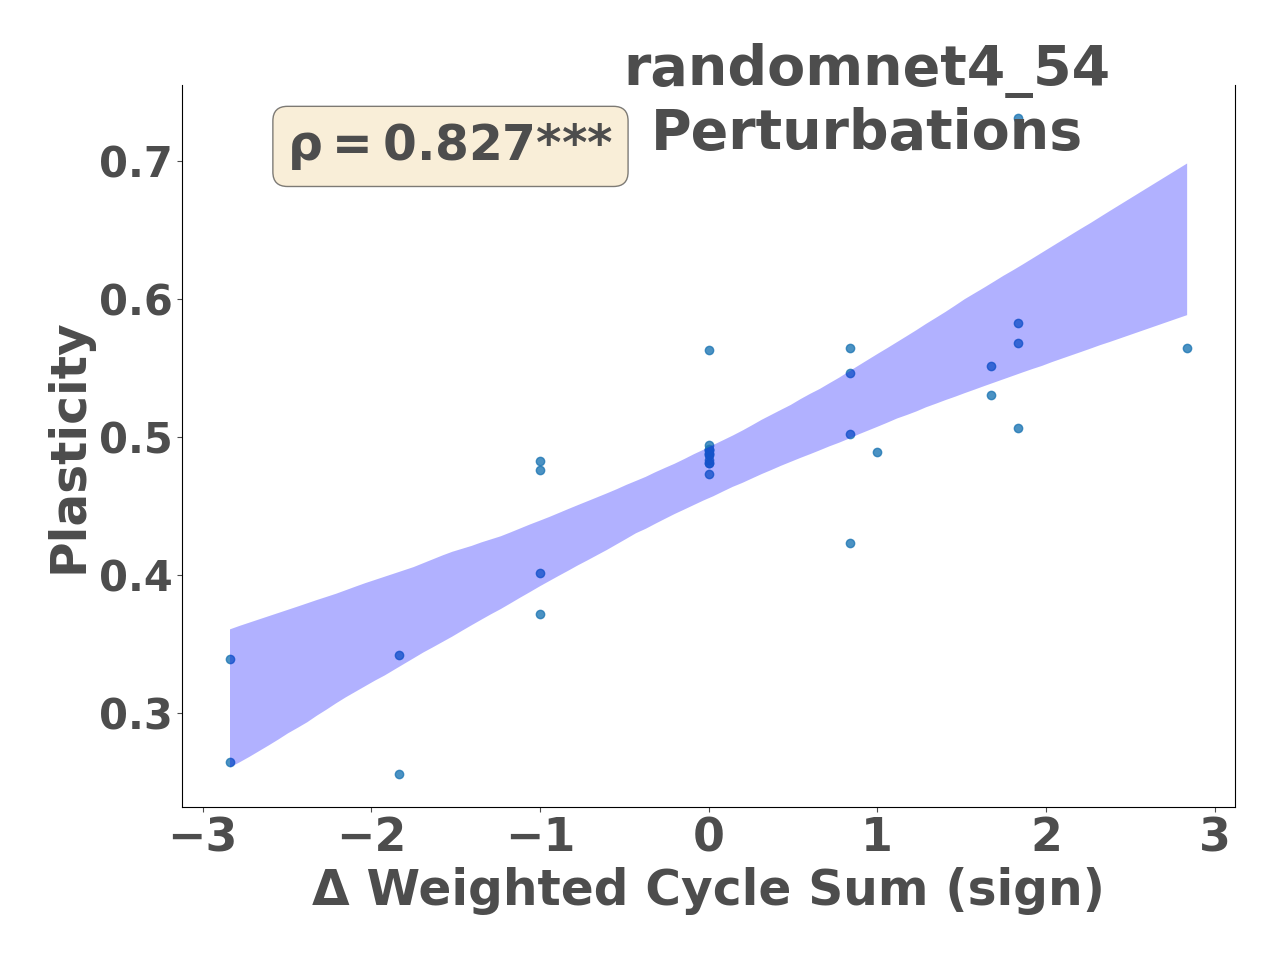 randomnet4_54
Perturbations
ρ = 0.827***
0.7
0.6
0.5
0.4
0.3
Plasticity
−3 −2 −1 0 1 2 3
Δ Weighted Cycle Sum (sign)